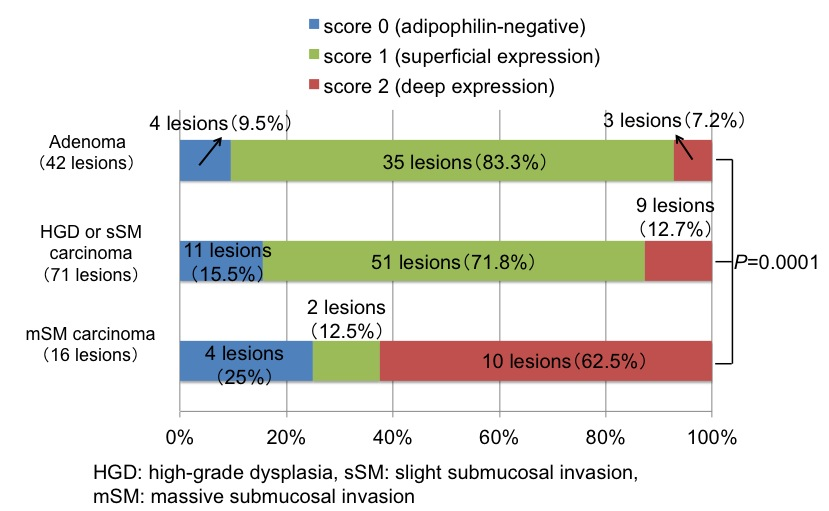 score 0 (adipophilin-negative)
score 1 (superficial expression)
score 2 (deep expression)
4 lesions（9.5%）
3 lesions（7.2%）
Adenoma
（42 lesions）
35 lesions（83.3%）
9 lesions
（12.7%）
HGD or sSM
carcinoma
（71 lesions）
11 lesions
（15.5%）
51 lesions（71.8%）
P=0.0001
2 lesions
（12.5%）
mSM carcinoma
（16 lesions）
4 lesions
（25%）
10 lesions（62.5%）
0% 20% 40% 60% 80% 100%
HGD: high-grade dysplasia, sSM: slight submucosal invasion,
mSM: massive submucosal invasion